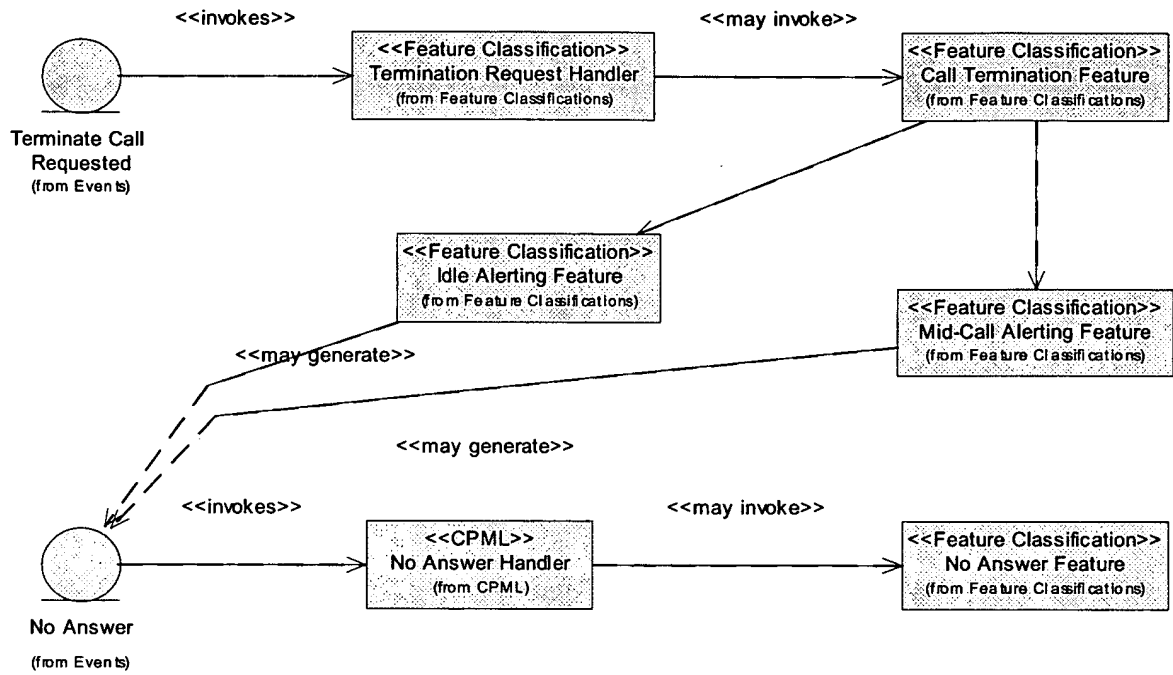 <<invokes>>
<<may invoke>>
<<Feature Classification>>
Termination Request Handler
(from Feature Classifications)
<<Feature Classification>>
Call Termination Feature
(from Feature Classifications)
Terminate Call
Requested
(from Events)
<<Feature Classification>>
Idle Alerting Feature
(from Feature Classifications)
<<Feature Classification>>
Mid-Call Alerting Feature
(from Feature Classifications)
<<may generate>>
<<may generate>>
<<invokes>>
<<may invoke>>
<<CPML>>
No Answer Handler
(from CPML)
<<Feature Classification>>
No Answer Feature
(from Feature Classifications)
No Answer
(from Events)